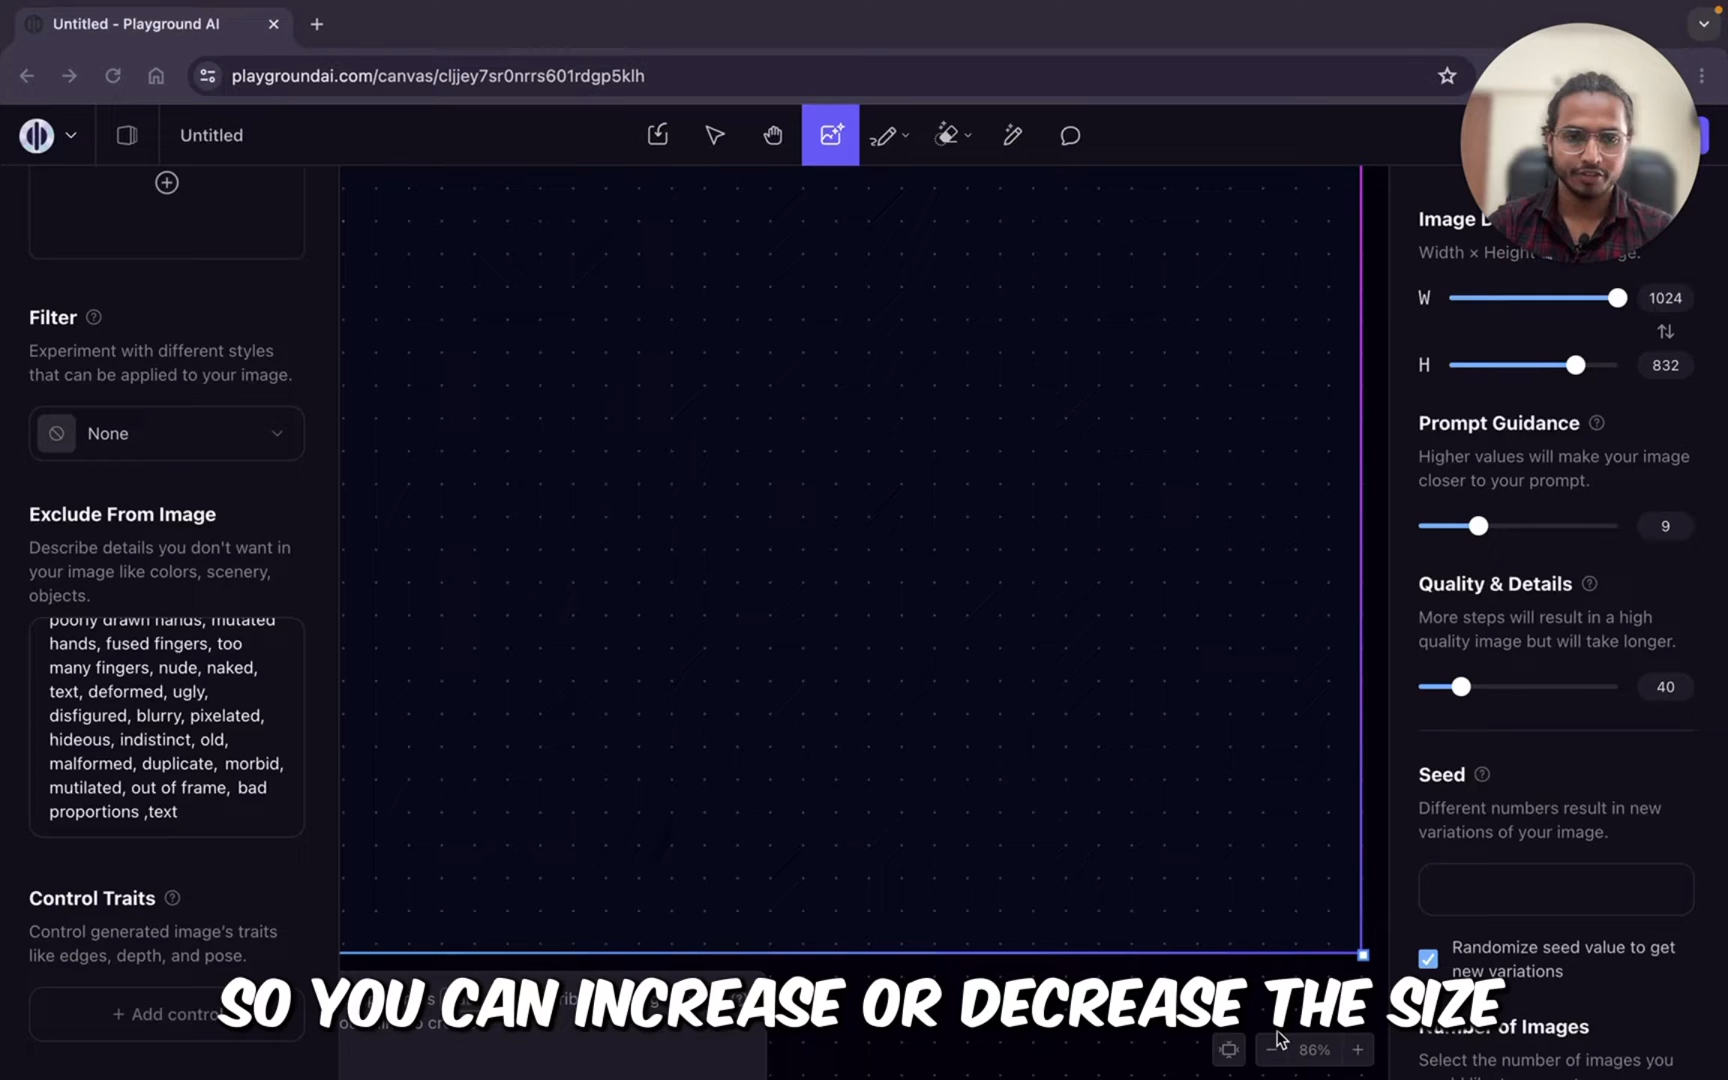 Untitled - Playground AI
playgroundai.com/canvas/cljjey7sr0nrrs601rdgp5klh
Untitled
Filter
Experiment with different styles
that can be applied to your image.
None
Exclude From Image
Describe details you don't want in
your image like colors, scenery,
objects.
poorly drawn hands, mutated
hands, fused fingers, too
many fingers, nude, naked,
text, deformed, ugly,
disfigured, blurry, pixelated,
hideous, indistinct, old,
malformed, duplicate, morbid,
mutilated, out of frame, bad
proportions ,text
Control Traits
Control generated image's traits
like edges, depth, and pose.
+ Add control
Image
Width × Height
W 1024
H 832
Prompt Guidance
Higher values will make your image
closer to your prompt.
9
Quality & Details
More steps will result in a high
quality image but will take longer.
40
Seed
Different numbers result in new
variations of your image.
Randomize seed value to get
new variations
Number of Images
Select the number of images you
86%
SO YOU CAN INCREASE OR DECREASE THE SIZE